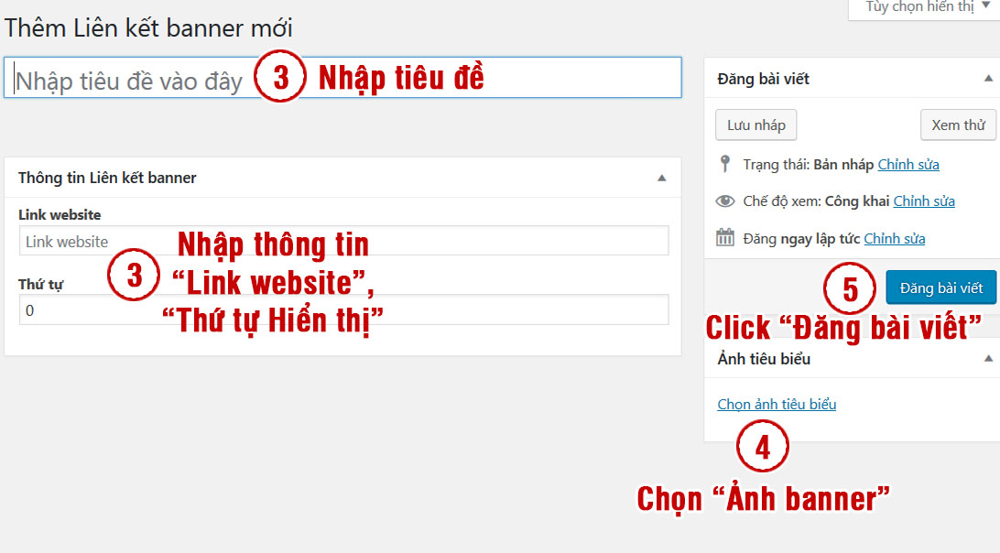 Tùy chọn hiển thị
Thêm Liên kết banner mới
Nhập tiêu đề vào đây
3 Nhập tiêu đề
Thông tin Liên kết banner
Link website
Link website
Nhập thông tin
3 “Link website”,
“Thứ tự Hiển thị”
Thứ tự
0
Đăng bài viết
Lưu nháp
Xem thử
Trạng thái: Bản nháp Chỉnh sửa
Chế độ xem: Công khai Chỉnh sửa
Đăng ngay lập tức Chỉnh sửa
5
Đăng bài viết
Click “Đăng bài viết”
Ảnh tiêu biểu
Chọn ảnh tiêu biểu
4
Chọn “Ảnh banner”